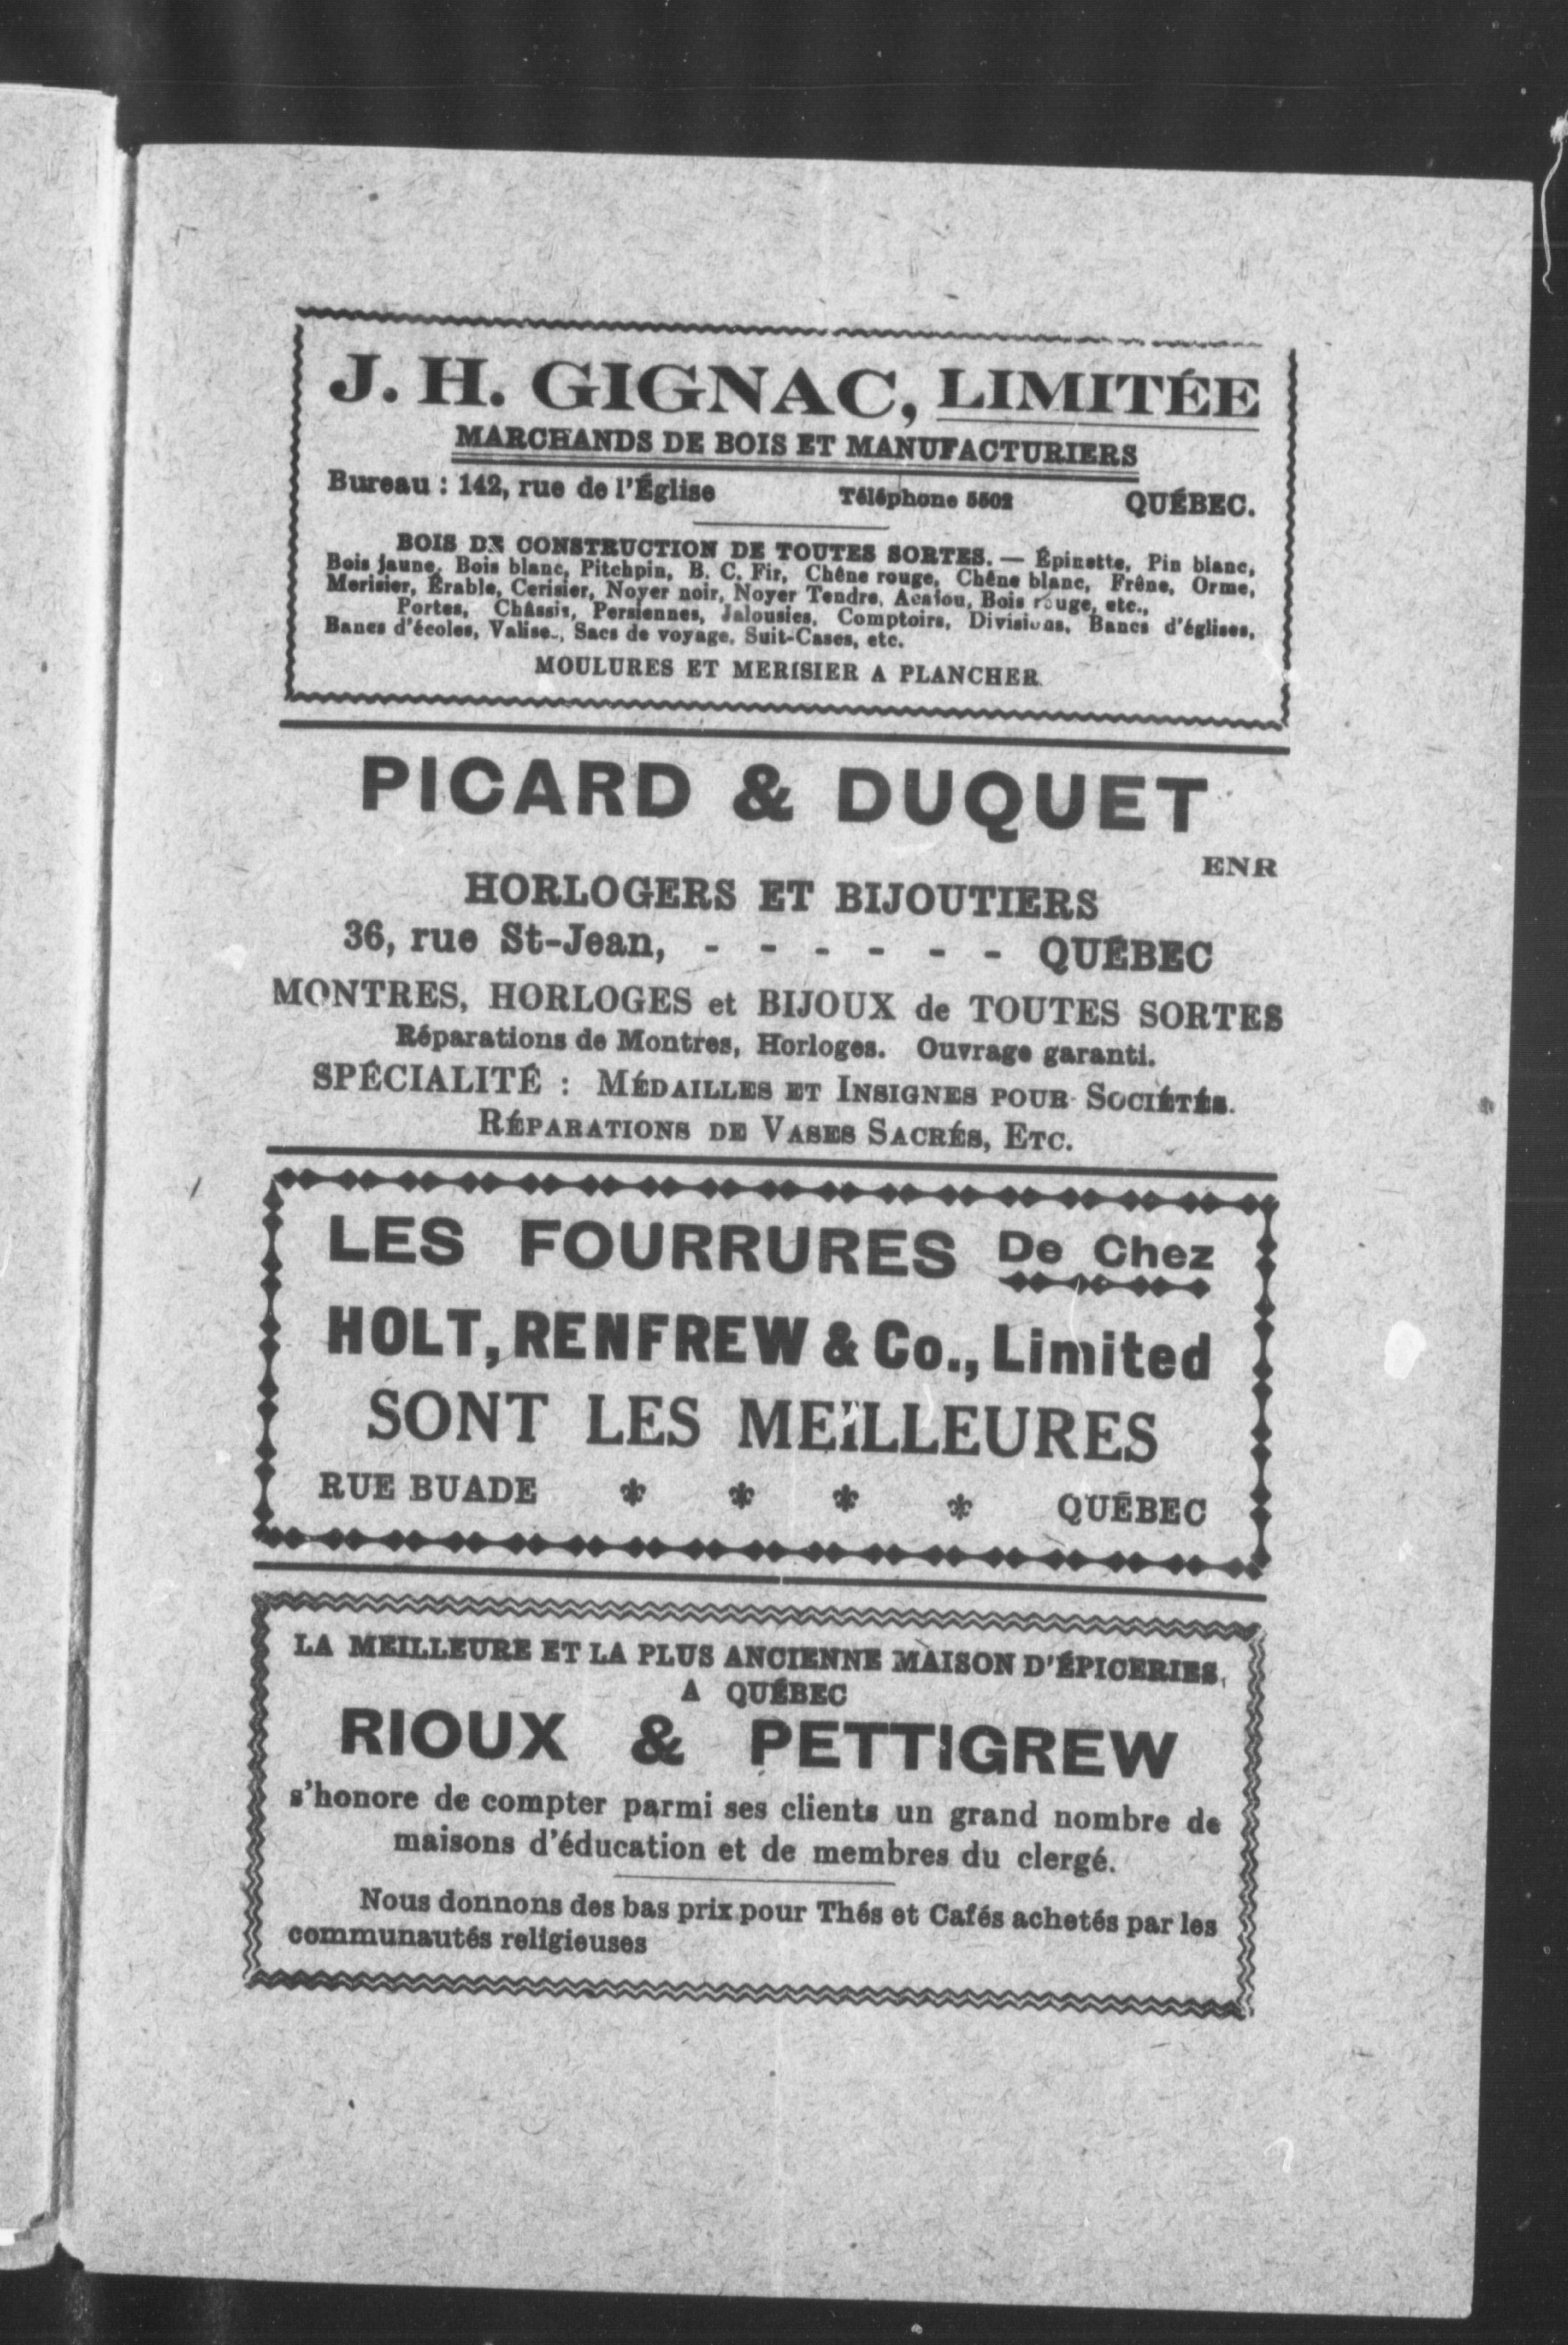 J. H. GIGNAC, LIMITÉE
MARCHANDS DE BOIS ET MANUFACTURIERS
Bureau : 142, rue de l'Église Téléphone 5502 QUÉBEC.
BOIS DE CONSTRUCTION DE TOUTES SORTES. — Épinette, Pin blanc,
Bois jaune, Bois blanc, Pitchpin, B. C. Fir, Chêne rouge, Chêne blanc, Frêne, Orme,
Merisier, Érable, Cerisier, Noyer noir, Noyer Tendre, Acajou, Bois rouge, etc.,
Portes, Châssis, Persiennes, Jalousies, Comptoirs, Divisions, Bancs d'églises,
Bancs d'écoles, Valise., Sacs de voyage, Suit-Cases, etc.
MOULURES ET MERISIER A PLANCHER.
PICARD & DUQUET
ENR
HORLOGERS ET BIJOUTIERS
36, rue St-Jean, - - - - - - QUÉBEC
MONTRES, HORLOGES et BIJOUX de TOUTES SORTES
Réparations de Montres, Horloges. Ouvrage garanti.
SPÉCIALITÉ : MÉDAILLES ET INSIGNES POUR SOCIÉTÉS.
RÉPARATIONS DE VASES SACRÉS, ETC.
LES FOURRURES De Chez
HOLT, RENFREW & Co., Limited
SONT LES MEILLEURES
RUE BUADE QUÉBEC
LA MEILLEURE ET LA PLUS ANCIENNE MAISON D'ÉPICERIES,
A QUÉBEC
RIOUX & PETTIGREW
s'honore de compter parmi ses clients un grand nombre de
maisons d'éducation et de membres du clergé.
Nous donnons des bas prix pour Thés et Cafés achetés par les
communautés religieuses